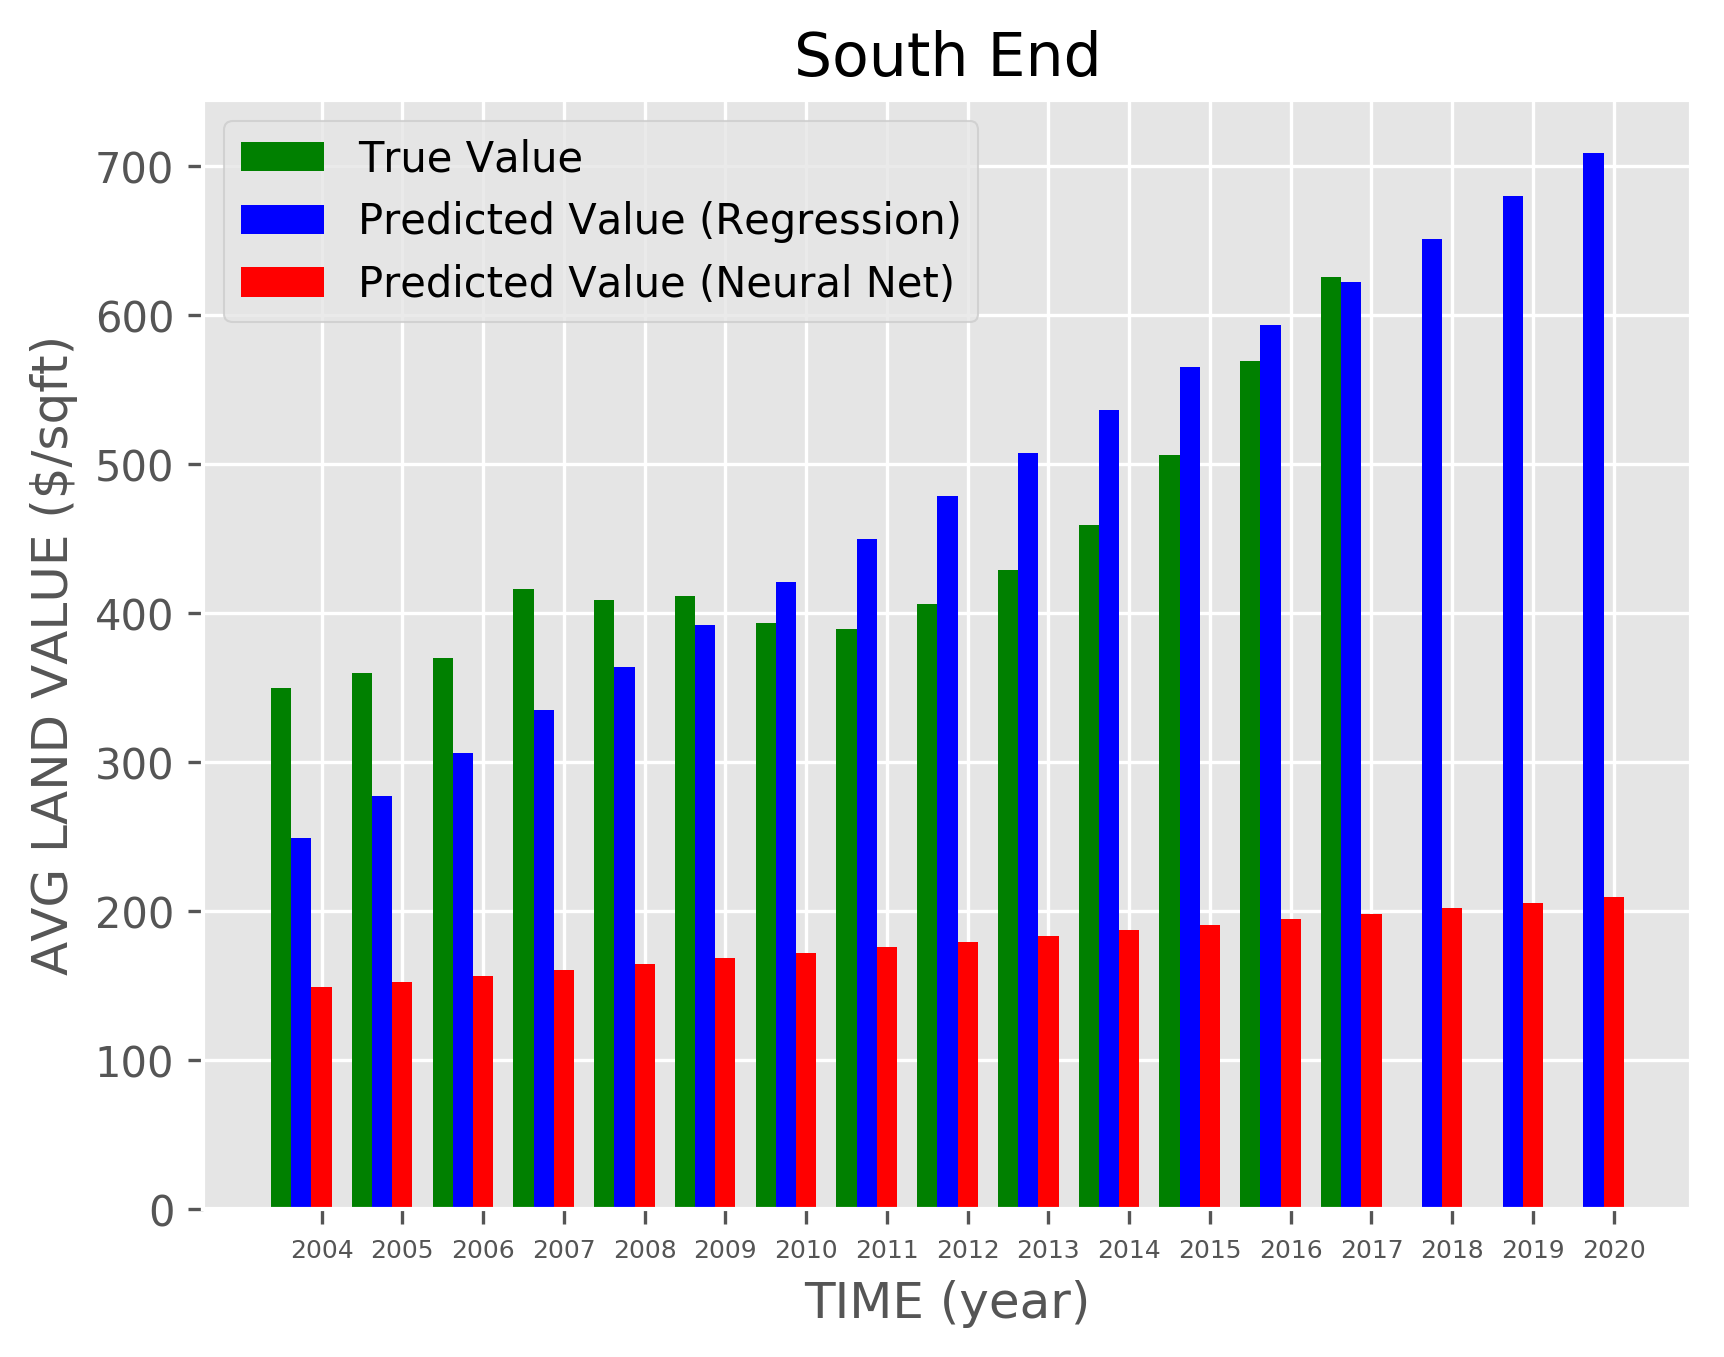 South End
True Value
Predicted Value (Regression)
Predicted Value (Neural Net)
AVG LAND VALUE ($/sqft)
700
600
500
400
300
200
100
0
2004 2005 2006 2007 2008 2009 2010 2011 2012 2013 2014 2015 2016 2017 2018 2019 2020
TIME (year)